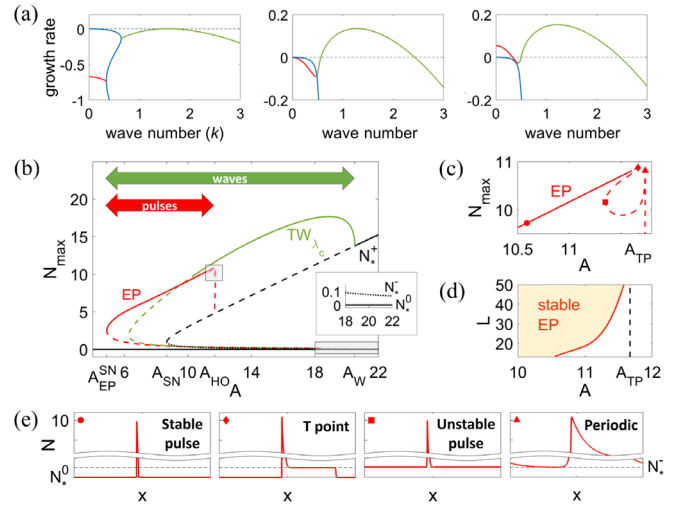 (a)
growth rate
0
-0.5
-1
0 1 2 3
wave number (k)
0.2
0
-0.2
0 1 2 3
wave number
0.2
0
-0.2
0 1 2 3
wave number
(b)
waves
pulses
N_max
20
15
10
5
0
EP
TW_λc
N_*^+
0.1
0
N_*^-
N_*^0
18 20 22
A_EP^SN 6 A_SN 10 A_HO 14 18 A_W 22
A
(c)
N_max
11
10
EP
10.5 11 A_TP
A
(d)
L
50
40
30
20
stable
EP
10 11 A_TP 12
A
(e)
N
10
N_*^0
Stable
pulse
x
T point
x
Unstable
pulse
x
Periodic
N_*^-
x